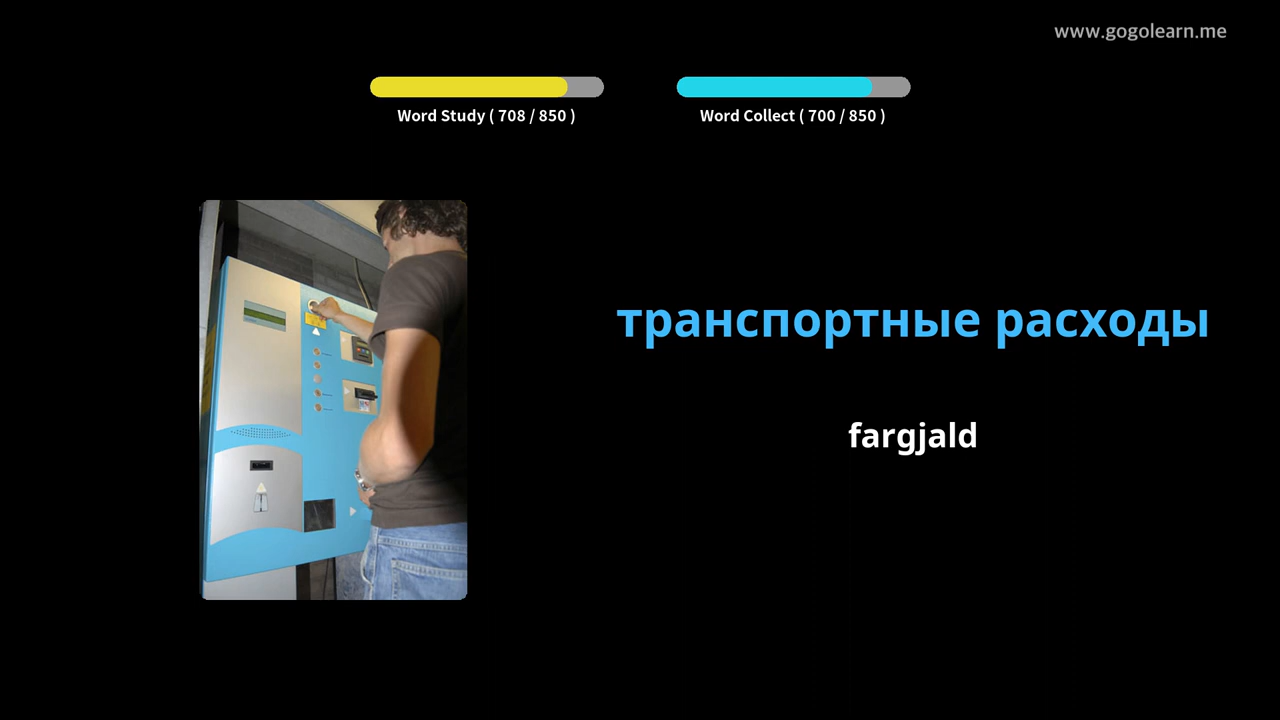 www.gogolearn.me
Word Study ( 708 / 850 )
Word Collect ( 700 / 850 )
транспортные расходы
fargjald